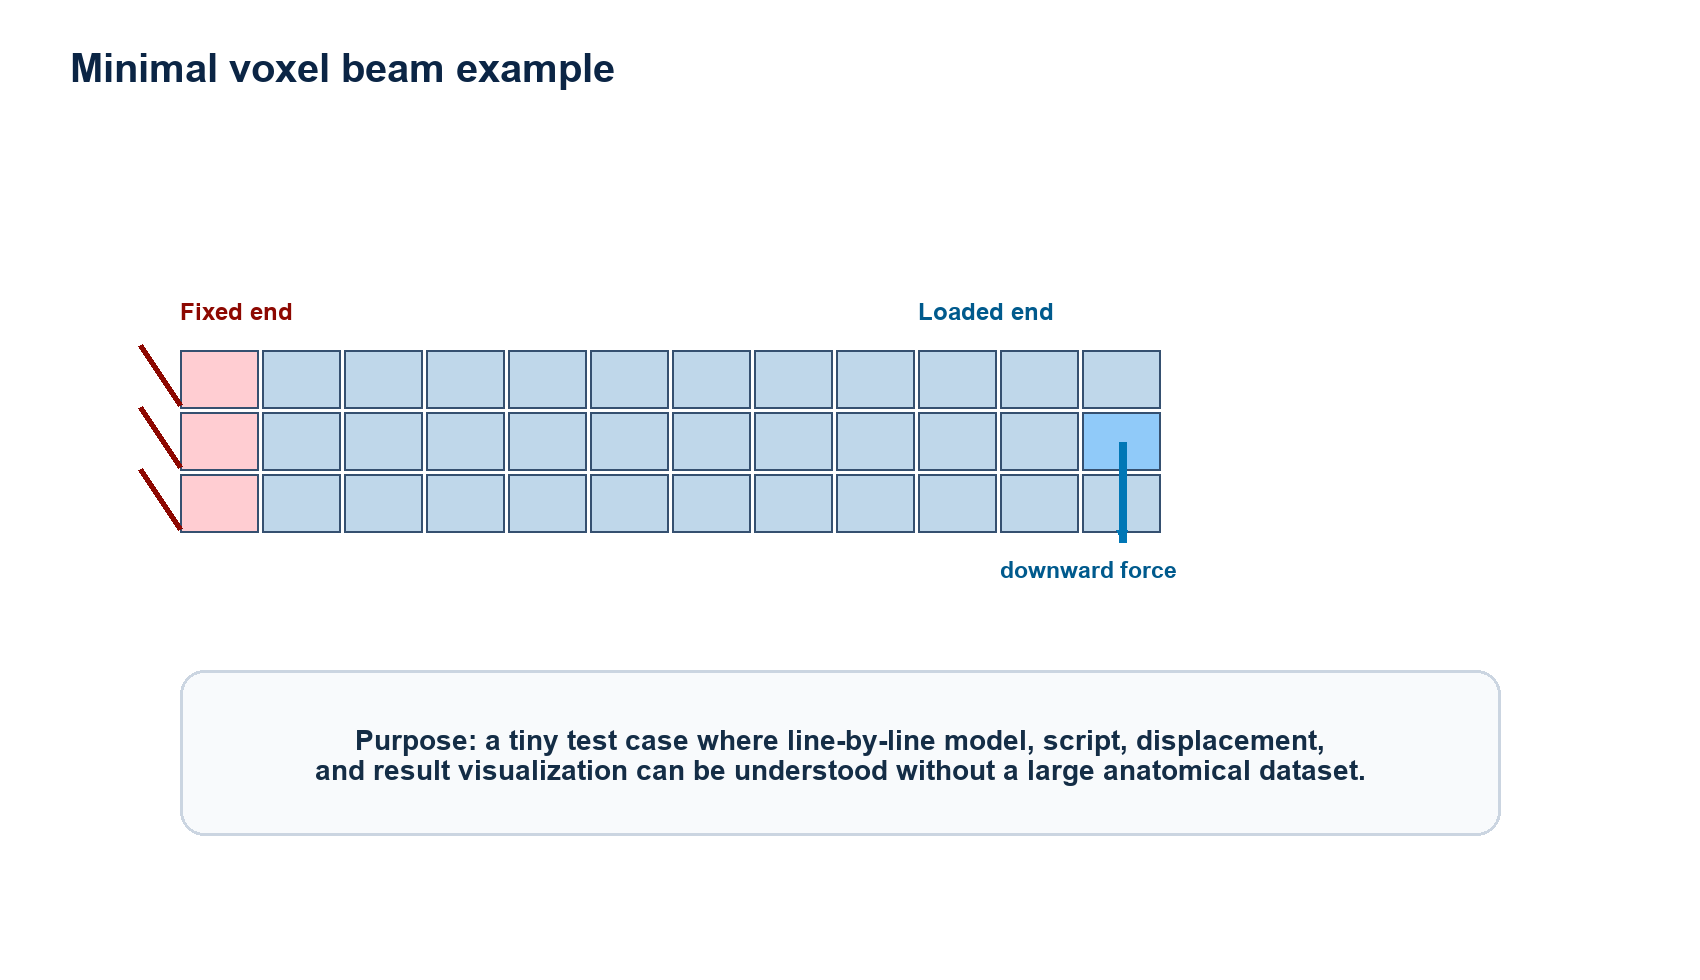 Minimal voxel beam example
Fixed end
Loaded end
downward force
Purpose: a tiny test case where line-by-line model, script, displacement,
and result visualization can be understood without a large anatomical dataset.